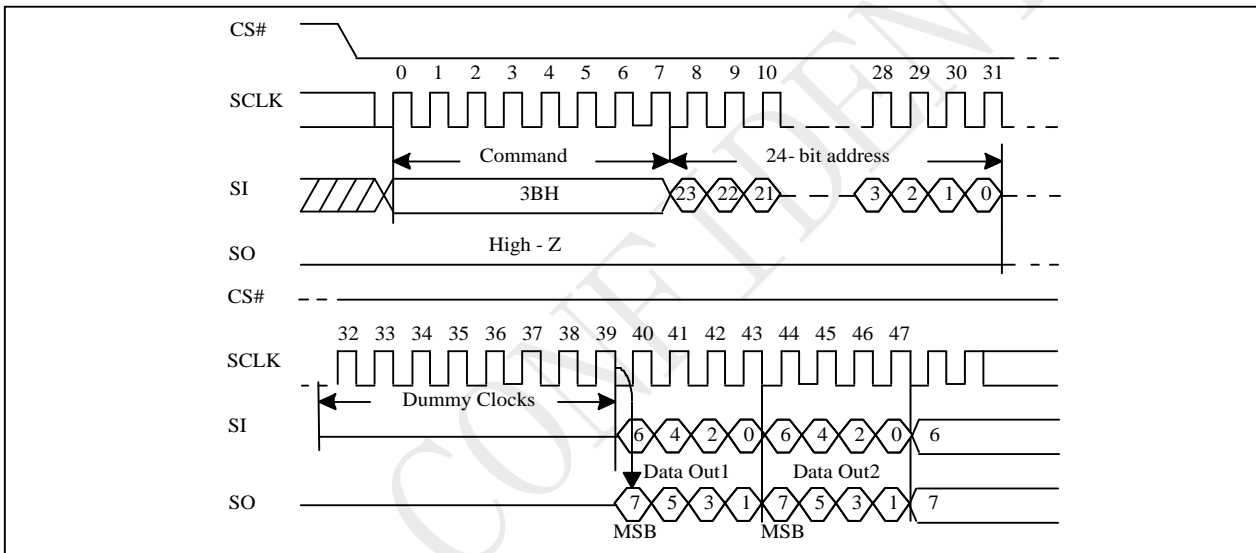 CS#
0 1 2 3 4 5 6 7 8 9 10 28 29 30 31
SCLK
Command 24- bit address
SI 3BH 23 22 21 3 2 1 0
SO High - Z
CS#
32 33 34 35 36 37 38 39 40 41 42 43 44 45 46 47
SCLK
Dummy Clocks
SI 6 4 2 0 6 4 2 0 6
Data Out1 Data Out2
SO 7 5 3 1 7 5 3 1 7
MSB MSB
CONFIDEN